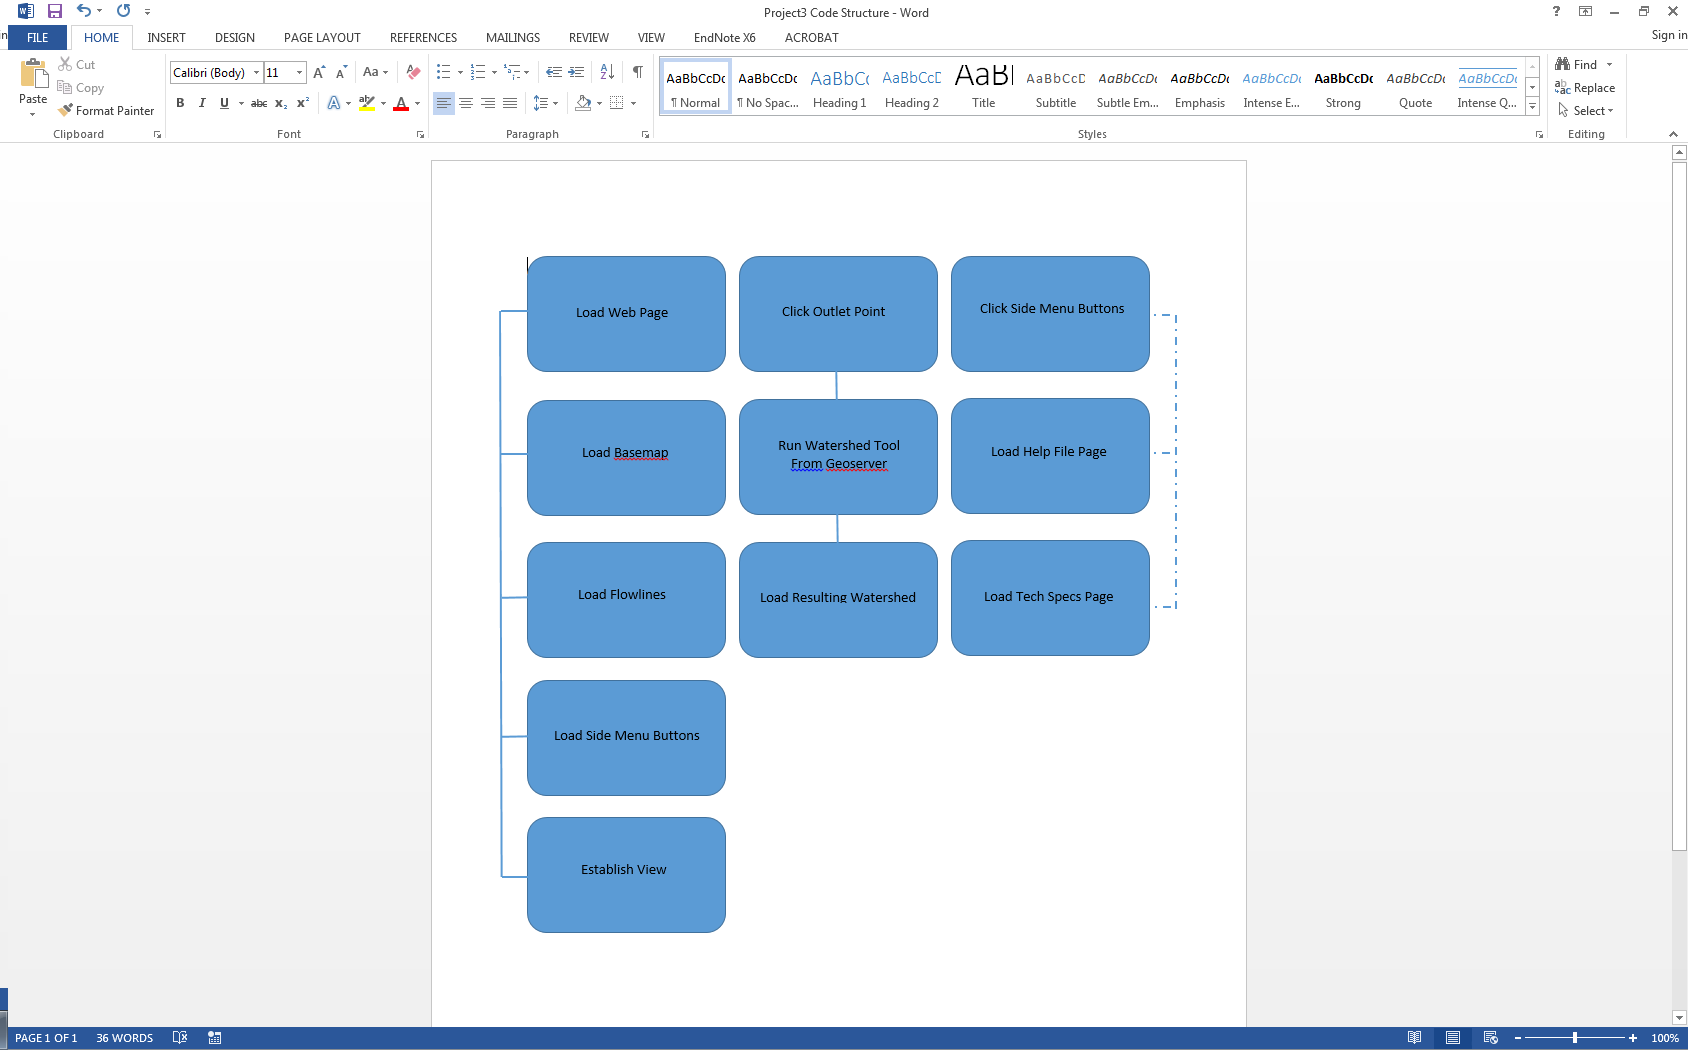 Project3 Code Structure - Word
?
in
FILE
HOME
INSERT
DESIGN
PAGE LAYOUT
REFERENCES
MAILINGS
REVIEW
VIEW
EndNote X6
ACROBAT
Sign in
Paste
Cut
Copy
Format Painter
Clipboard
Calibri (Body)
11
Aa
B I U abc x₂ x²
A
A
Font
Paragraph
AaBbCcDc
¶ Normal
AaBbCcDc
¶ No Spac...
AaBbC
Heading 1
AaBbCcD
Heading 2
AaBl
Title
AaBbCcD
Subtitle
AaBbCcDc
Subtle Em...
AaBbCcDc
Emphasis
AaBbCcDc
Intense E...
AaBbCcDc
Strong
AaBbCcDc
Quote
AaBbCcDc
Intense Q...
Styles
Find
Replace
Select
Editing
Load Web Page
Click Outlet Point
Click Side Menu Buttons
Load Basemap
Run Watershed Tool
From Geoserver
Load Help File Page
Load Flowlines
Load Resulting Watershed
Load Tech Specs Page
Load Side Menu Buttons
Establish View
PAGE 1 OF 1
36 WORDS
100%